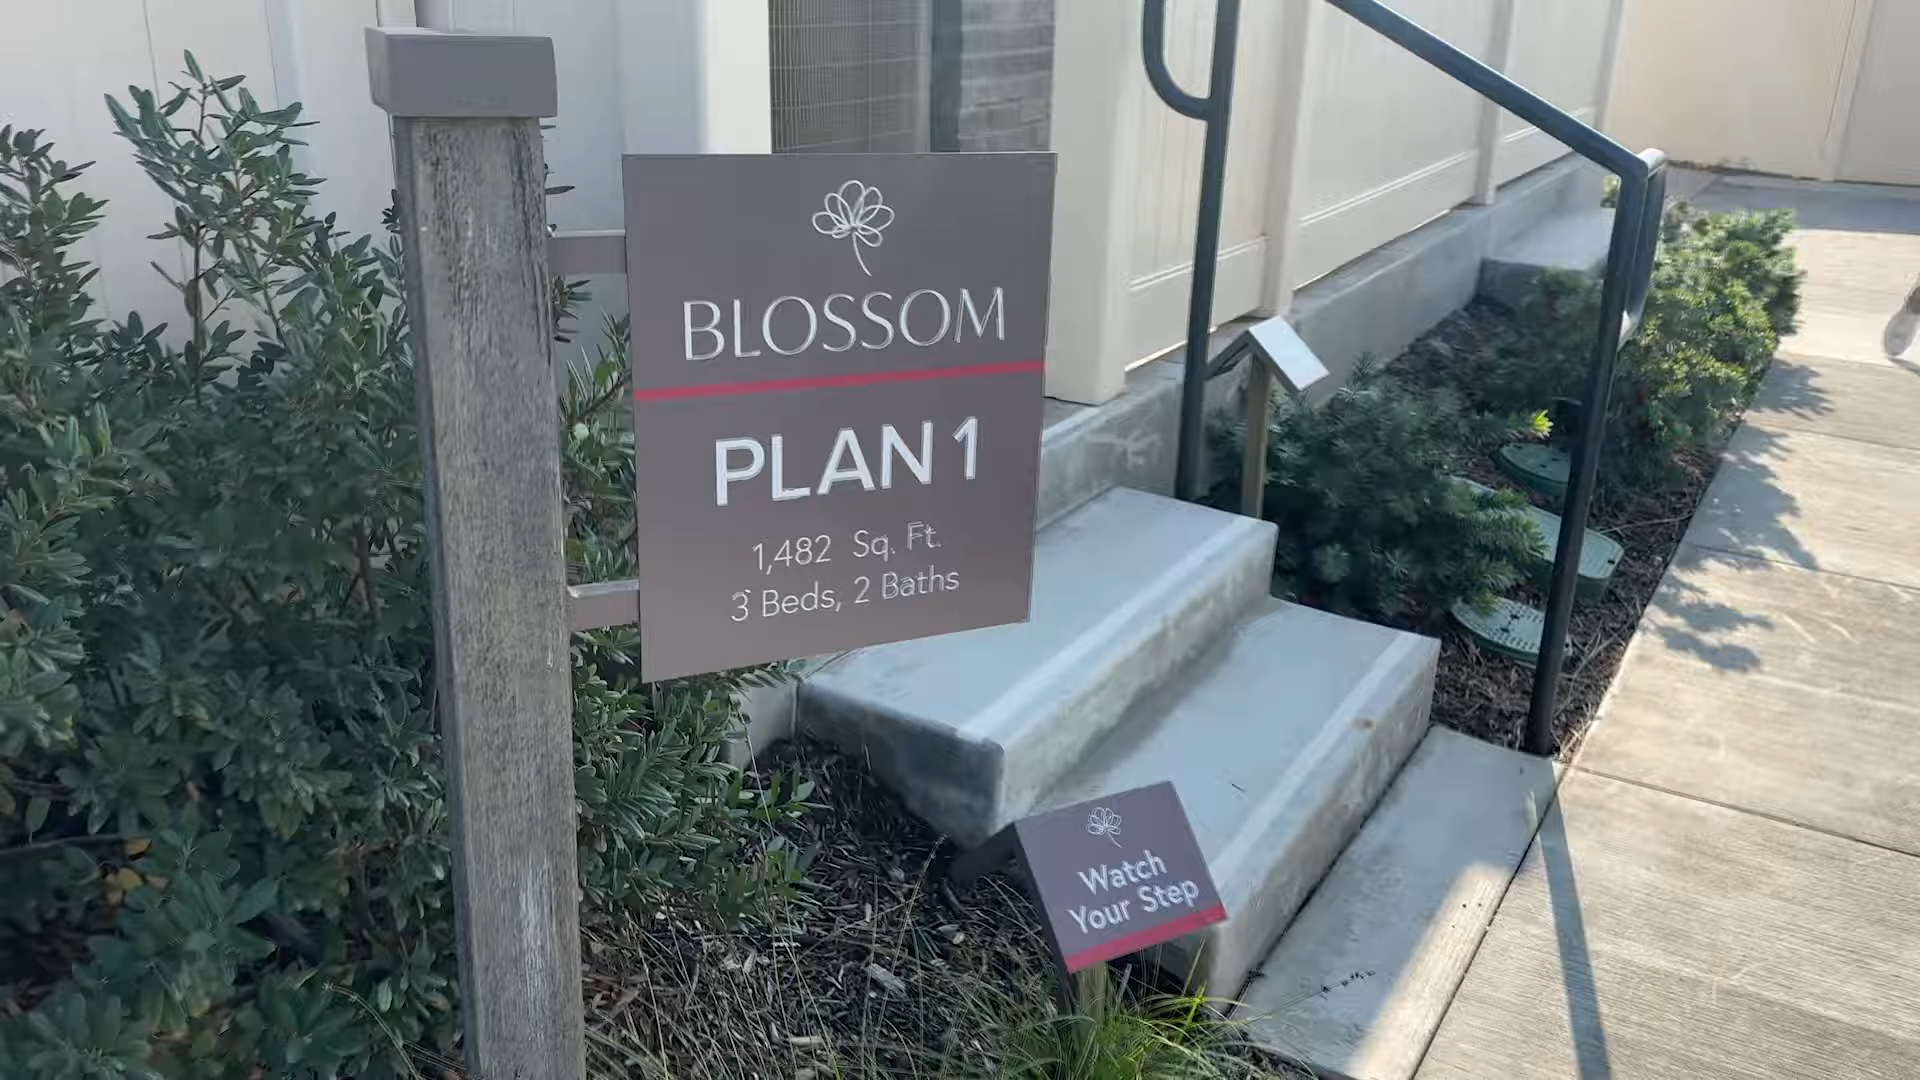 BLOSSOM
PLAN 1
1,482 Sq. Ft.
3 Beds, 2 Baths
Watch
Your Step